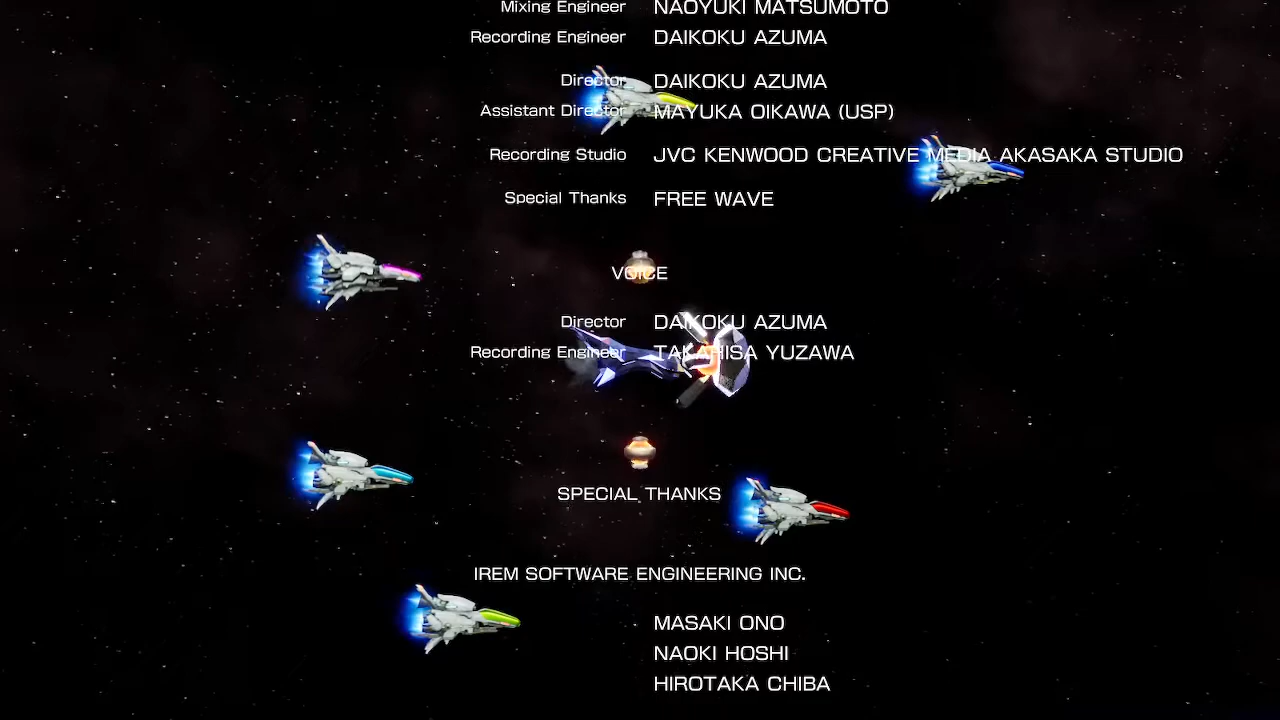 Mixing Engineer NAOYUKI MATSUMOTO
Recording Engineer DAIKOKU AZUMA
Director DAIKOKU AZUMA
Assistant Director MAYUKA OIKAWA (USP)
Recording Studio JVC KENWOOD CREATIVE MEDIA AKASAKA STUDIO
Special Thanks FREE WAVE
VOICE
Director DAIKOKU AZUMA
Recording Engineer TAKAHISA YUZAWA
SPECIAL THANKS
IREM SOFTWARE ENGINEERING INC.
MASAKI ONO
NAOKI HOSHI
HIROTAKA CHIBA